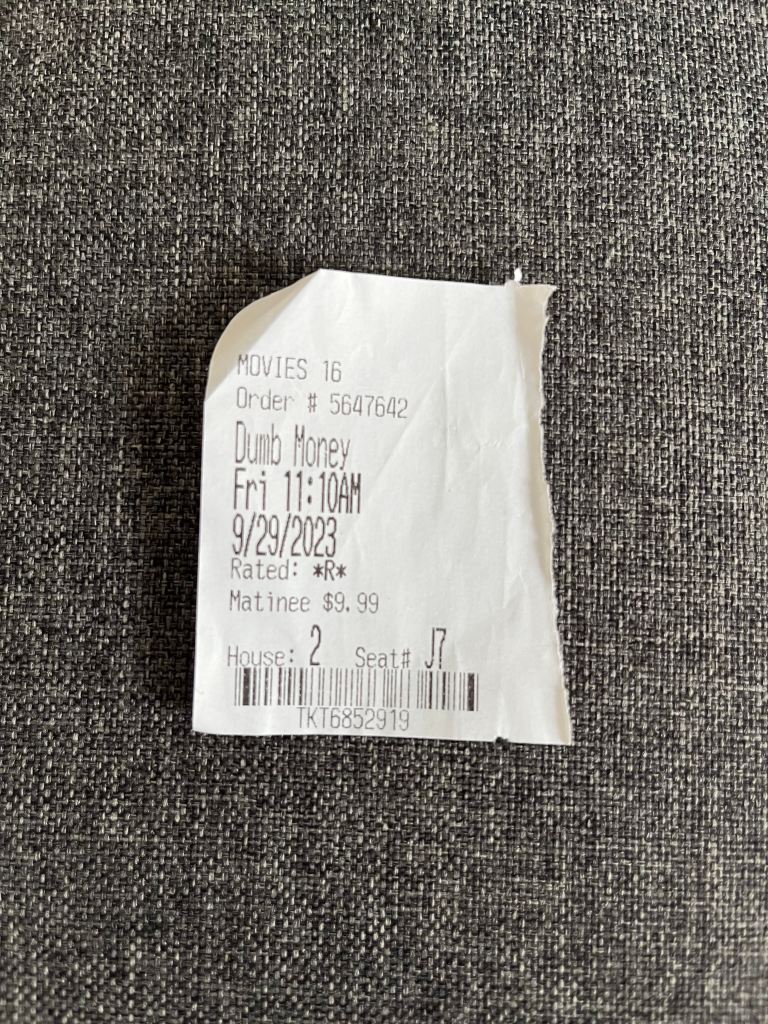 MOVIES 16
Order # 5647642
Dumb Money
Fri 11:10AM
9/29/2023
Rated: *R*
Matinee $9.99
House: 2 Seat# J7
TKT6852919